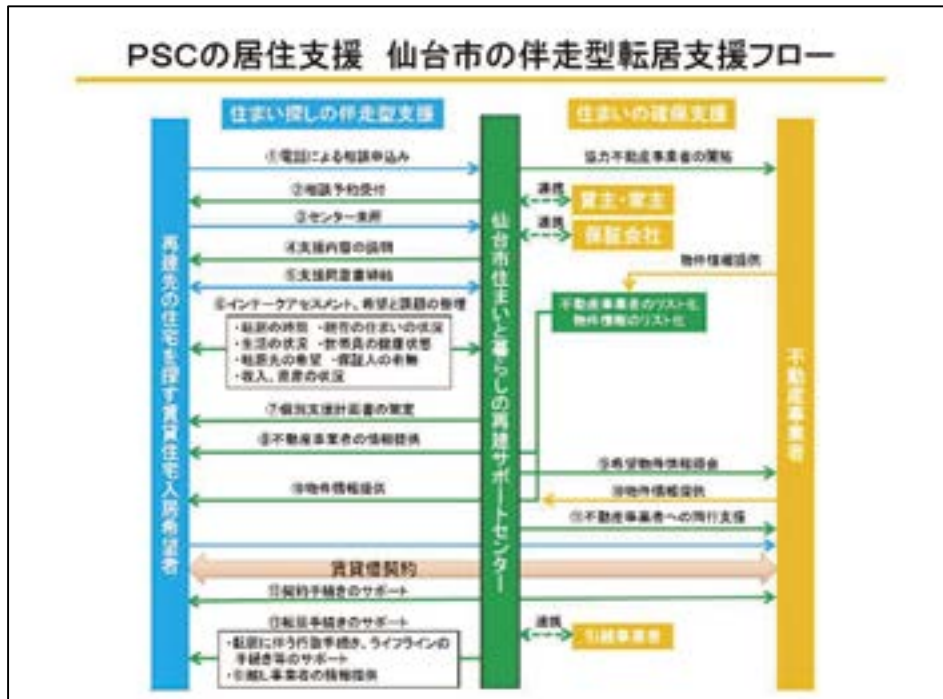 PSCの居住支援 仙台市の伴走型転居支援フロー
住まい探しの伴走型支援
住まいの確保支援
再建先の住宅を探す賃貸住宅入居希望者
仙台市住まいと暮らしの再建サポートセンター
不動産事業者
①電話による相談申込み
②相談予約受付
③センター来所
④支援内容の説明
⑤支援同意書締結
⑥インテークアセスメント、希望と課題の整理
・転居の時期 ・現在の住まいの状況
・生活の状況 ・世帯員の健康状態
・転居先の希望 ・保証人の有無
・収入、資産の状況
⑦個別支援計画書の策定
⑧不動産事業者の情報提供
⑩物件情報提供
協力不動産事業者の開拓
連携
貸主・家主
連携
保証会社
物件情報提供
不動産事業者のリスト化
物件情報のリスト化
⑨希望物件情報照会
⑩物件情報提供
⑪不動産事業者への同行支援
賃貸借契約
⑫契約手続きのサポート
⑬転居手続きのサポート
・転居に伴う行政手続き、ライフラインの
手続き等のサポート
・引越し事業者の情報提供
連携
引越事業者